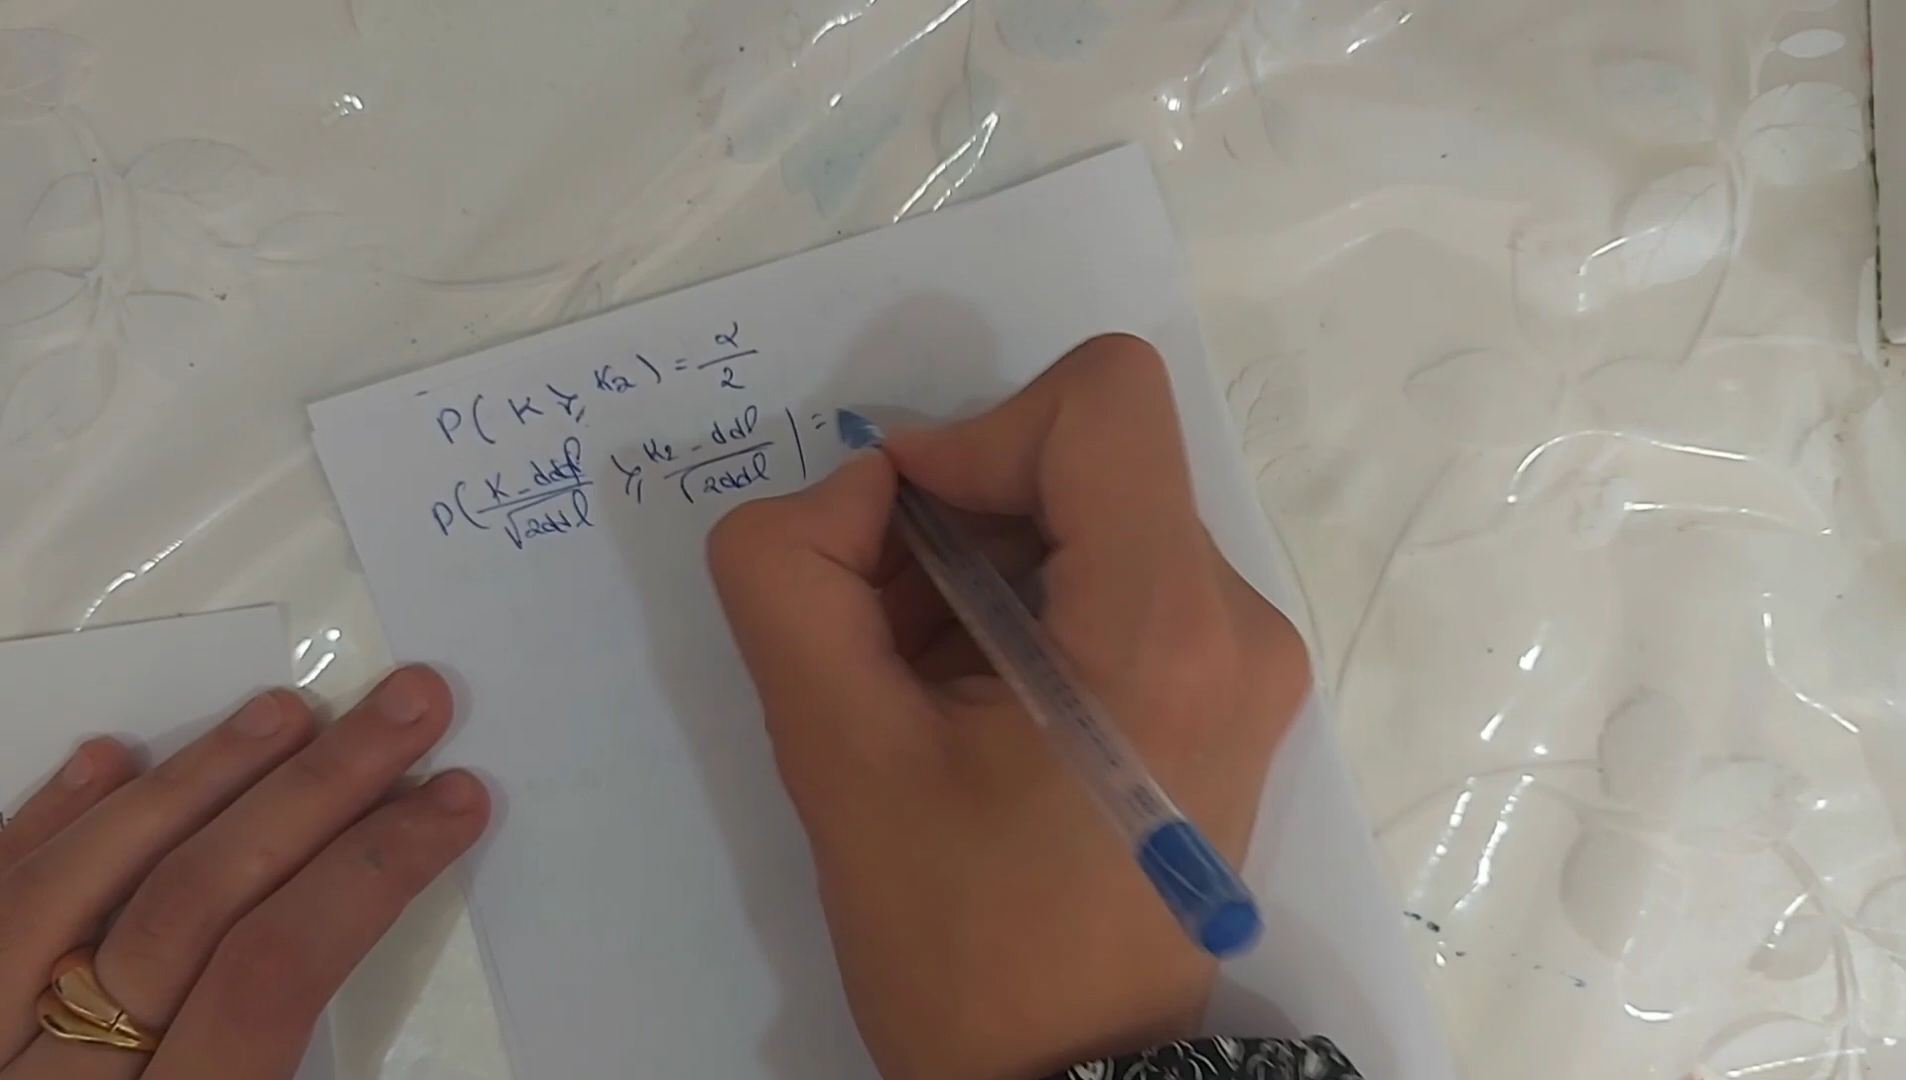 P( K ≥ K2 ) = α/2
P( K - ddl/√2ddl ≥ K2 - ddl/√2ddl ) =